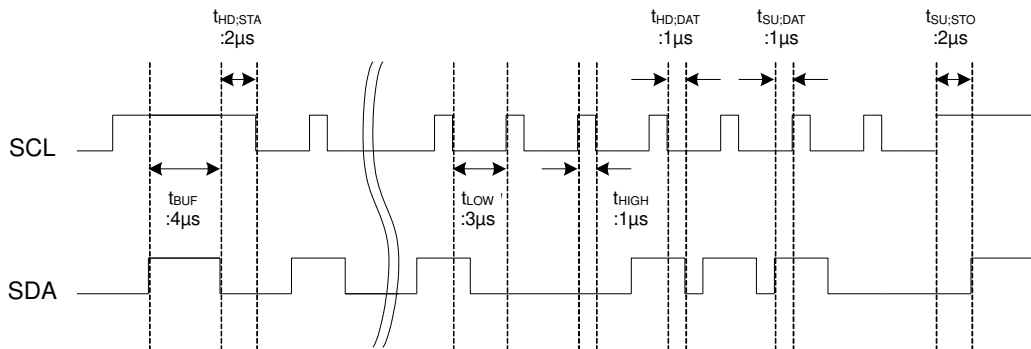 tHD;STA
:2µs
tHD;DAT
:1µs
tSU;DAT
:1µs
tSU;STO
:2µs
SCL
tBUF
:4µs
tLOW
:3µs
tHIGH
:1µs
SDA